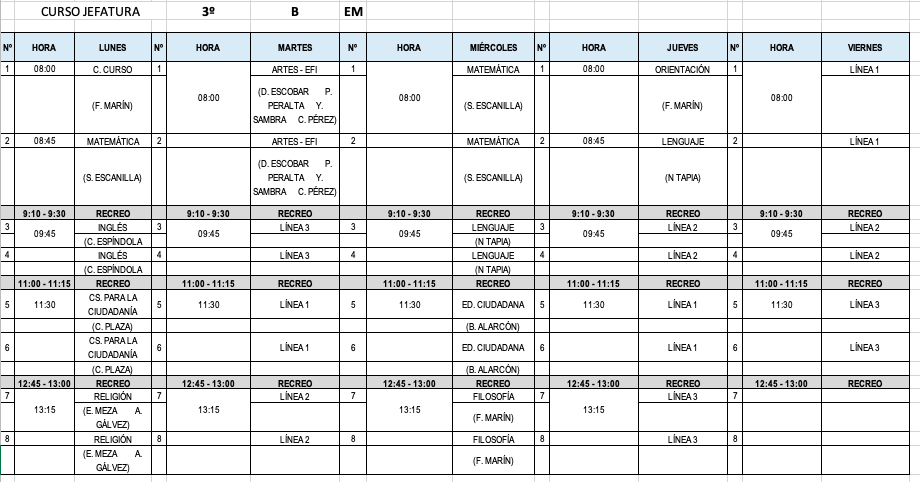 CURSO JEFATURA 3º B EM
Nº HORA LUNES Nº HORA MARTES Nº HORA MIÉRCOLES Nº HORA JUEVES Nº HORA VIERNES
1 08:00 C. CURSO 1 ARTES - EFI 1 MATEMÁTICA 1 08:00 ORIENTACIÓN 1 LÍNEA 1
(F. MARÍN) 08:00 (D. ESCOBAR P. PERALTA Y. SAMBRA C. PÉREZ) 08:00 (S. ESCANILLA) (F. MARÍN) 08:00
2 08:45 MATEMÁTICA 2 ARTES - EFI 2 MATEMÁTICA 2 08:45 LENGUAJE 2 LÍNEA 1
(S. ESCANILLA) (D. ESCOBAR P. PERALTA Y. SAMBRA C. PÉREZ) (S. ESCANILLA) (N TAPIA)
9:10 - 9:30 RECREO 9:10 - 9:30 RECREO 9:10 - 9:30 RECREO 9:10 - 9:30 RECREO 9:10 - 9:30 RECREO
3 09:45 INGLÉS 3 09:45 LÍNEA 3 3 09:45 LENGUAJE 3 09:45 LÍNEA 2 3 09:45 LÍNEA 2
(C. ESPÍNDOLA (N TAPIA)
4 INGLÉS 4 LÍNEA 3 4 LENGUAJE 4 LÍNEA 2 4 LÍNEA 2
(C. ESPÍNDOLA (N TAPIA)
11:00 - 11:15 RECREO 11:00 - 11:15 RECREO 11:00 - 11:15 RECREO 11:00 - 11:15 RECREO 11:00 - 11:15 RECREO
5 11:30 CS. PARA LA CIUDADANÍA 5 11:30 LÍNEA 1 5 11:30 ED. CIUDADANA 5 11:30 LÍNEA 1 5 11:30 LÍNEA 3
(C. PLAZA) (B. ALARCÓN)
6 CS. PARA LA CIUDADANÍA 6 LÍNEA 1 6 ED. CIUDADANA 6 LÍNEA 1 6 LÍNEA 3
(C. PLAZA) (B. ALARCÓN)
12:45 - 13:00 RECREO 12:45 - 13:00 RECREO 12:45 - 13:00 RECREO 12:45 - 13:00 RECREO 12:45 - 13:00 RECREO
7 13:15 RELIGIÓN 7 13:15 LÍNEA 2 7 13:15 FILOSOFÍA 7 13:15 LÍNEA 3 7
(E. MEZA A. GÁLVEZ) (F. MARÍN)
8 RELIGIÓN 8 LÍNEA 2 8 FILOSOFÍA 8 LÍNEA 3 8
(E. MEZA A. GÁLVEZ) (F. MARÍN)